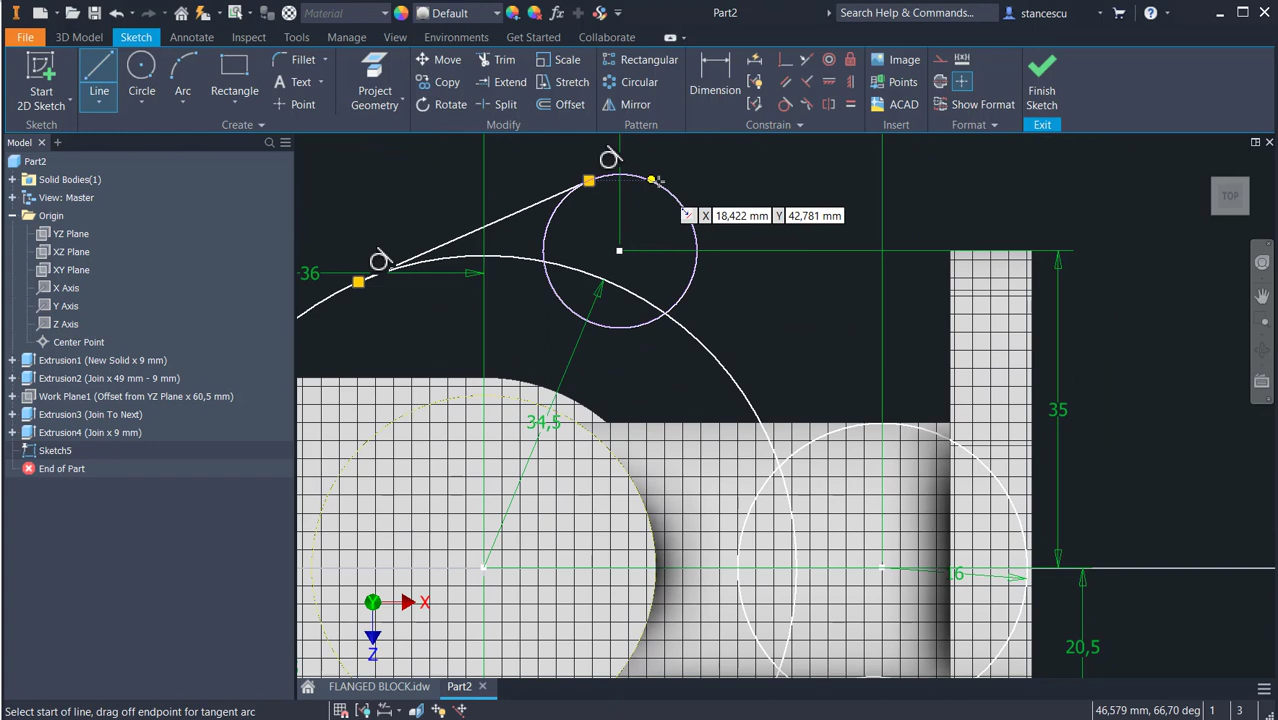 Material Default Part2 Search Help & Commands... stancescu
File 3D Model Sketch Annotate Inspect Tools Manage View Environments Get Started Collaborate
Start 2D Sketch Line Circle Arc Rectangle Fillet Text Point
Project Geometry
Move Trim Scale
Copy Extend Stretch
Rotate Split Offset
Rectangular
Circular
Mirror
Dimension
Image
Points
ACAD
Show Format
Finish Sketch
Sketch Create Modify Pattern Constrain Insert Format Exit
Model
Part2
Solid Bodies(1)
View: Master
Origin
YZ Plane
XZ Plane
XY Plane
X Axis
Y Axis
Z Axis
Center Point
Extrusion1 (New Solid x 9 mm)
Extrusion2 (Join x 49 mm - 9 mm)
Work Plane1 (Offset from YZ Plane x 60,5 mm)
Extrusion3 (Join To Next)
Extrusion4 (Join x 9 mm)
Sketch5
End of Part
TOP
X 18,422 mm Y 42,781 mm
36
35
34,5
16
20,5
Y X
Z
FLANGED BLOCK.idw Part2
Select start of line, drag off endpoint for tangent arc
46,579 mm, 66,70 deg 1 3